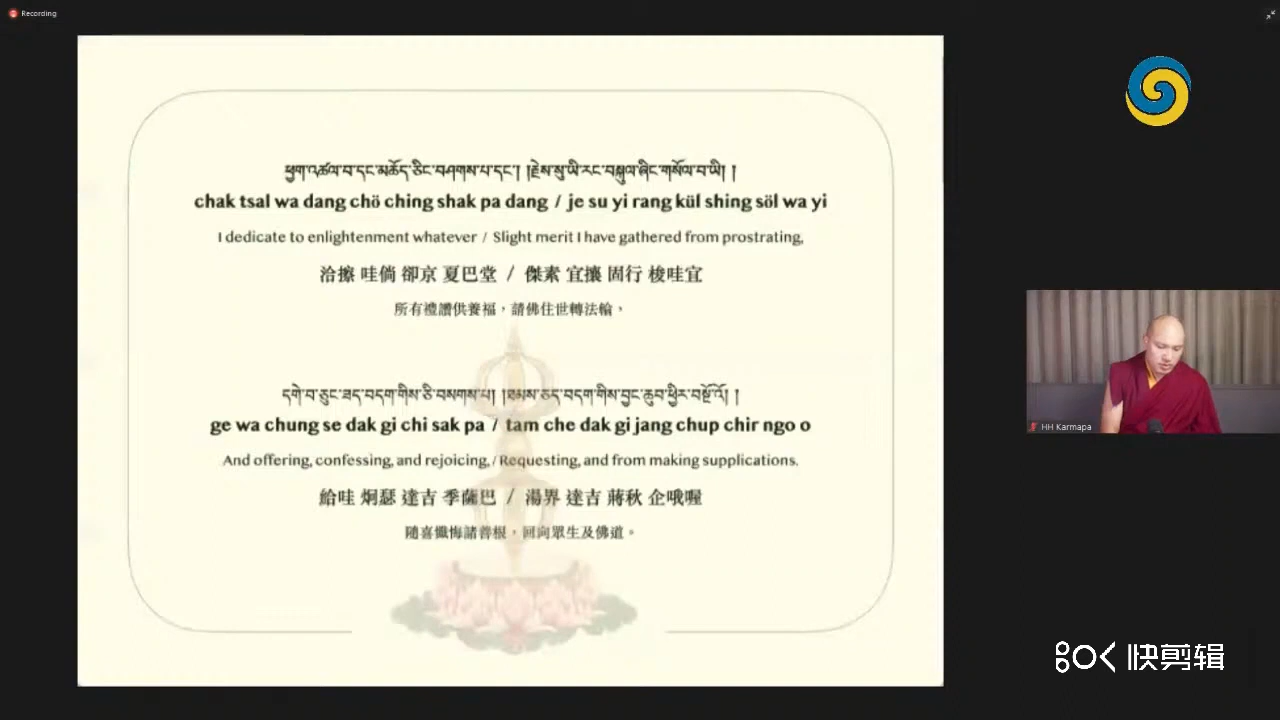 Recording
ཕྱག་འཚལ་བ་དང་མཆོད་ཅིང་བཤགས་པ་དང་། །རྗེས་སུ་ཡི་རང་བསྐུལ་ཞིང་གསོལ་བ་ཡི། །
chak tsal wa dang chö ching shak pa dang / je su yi rang kül shing söl wa yi
I dedicate to enlightenment whatever / Slight merit I have gathered from prostrating,
洽擦 哇倘 卻京 夏巴堂 / 傑素 宜攘 固行 梭哇宜
所有禮讚供養福，請佛住世轉法輪，
དགེ་བ་ཅུང་ཟད་བདག་གིས་ཅི་བསགས་པ། །ཐམས་ཅད་བདག་གིས་བྱང་ཆུབ་ཕྱིར་བསྔོའོ། །
ge wa chung se dak gi chi sak pa / tam che dak gi jang chup chir ngo o
And offering, confessing, and rejoicing, / Requesting, and from making supplications.
給哇 炯瑟 達吉 季薩巴 / 湯界 達吉 蔣秋 企哦喔
隨喜懺悔諸善根，回向眾生及佛道。
HH Karmapa
快剪辑